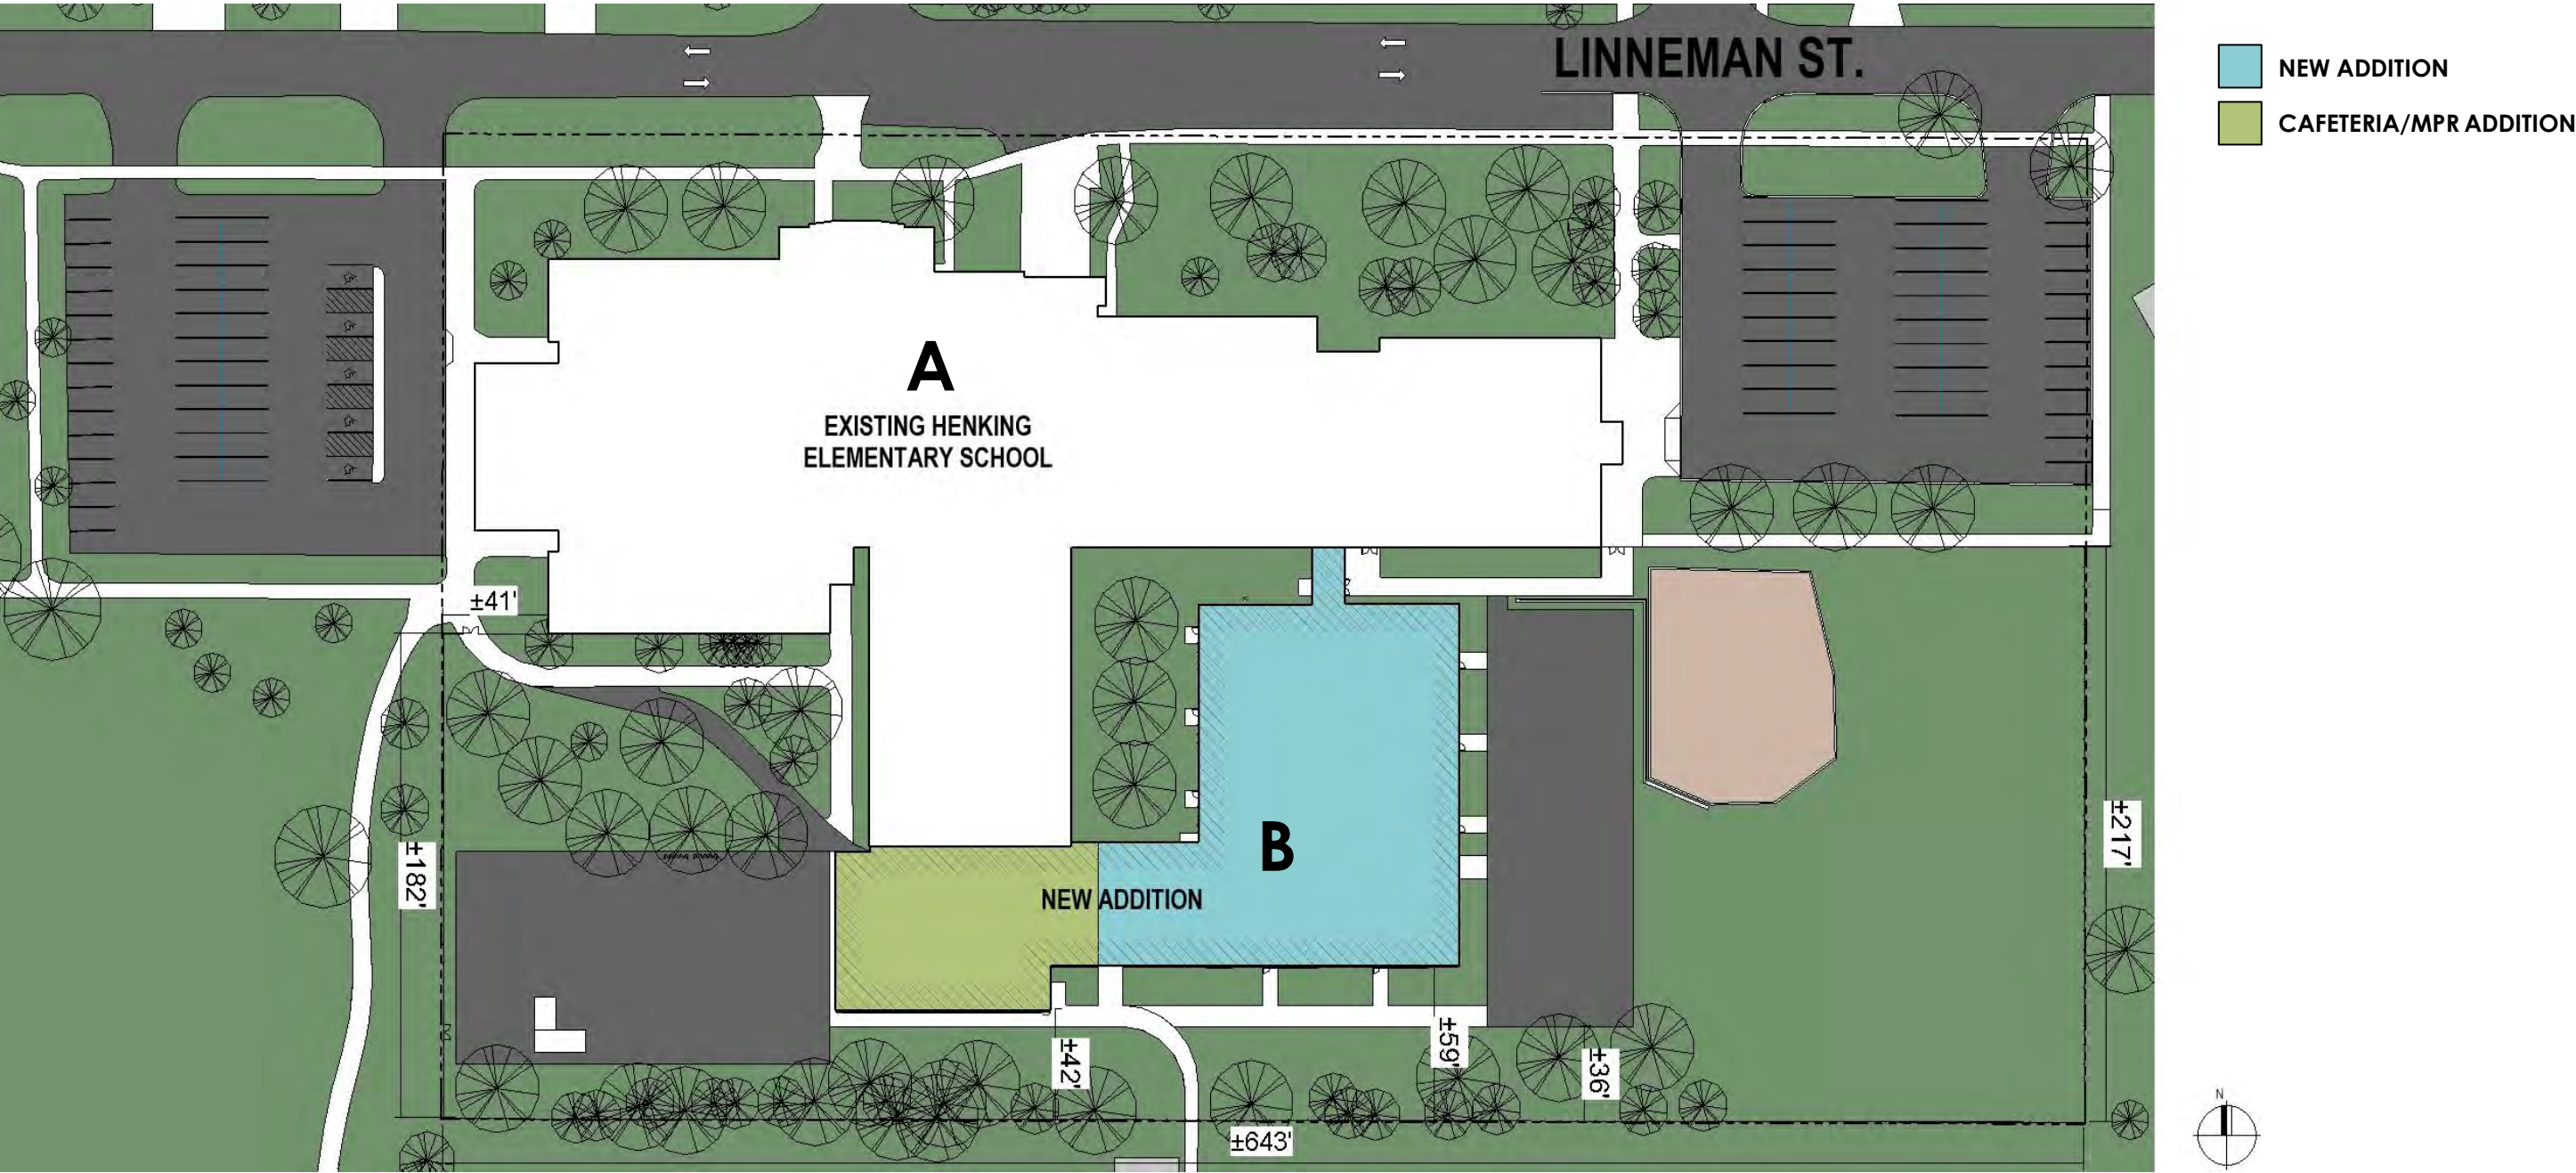 LINNEMAN ST.
NEW ADDITION
CAFETERIA/MPR ADDITION
A
EXISTING HENKING
ELEMENTARY SCHOOL
±41'
±182'
B
NEW ADDITION
±217'
±42'
±59'
±36'
±643'
N